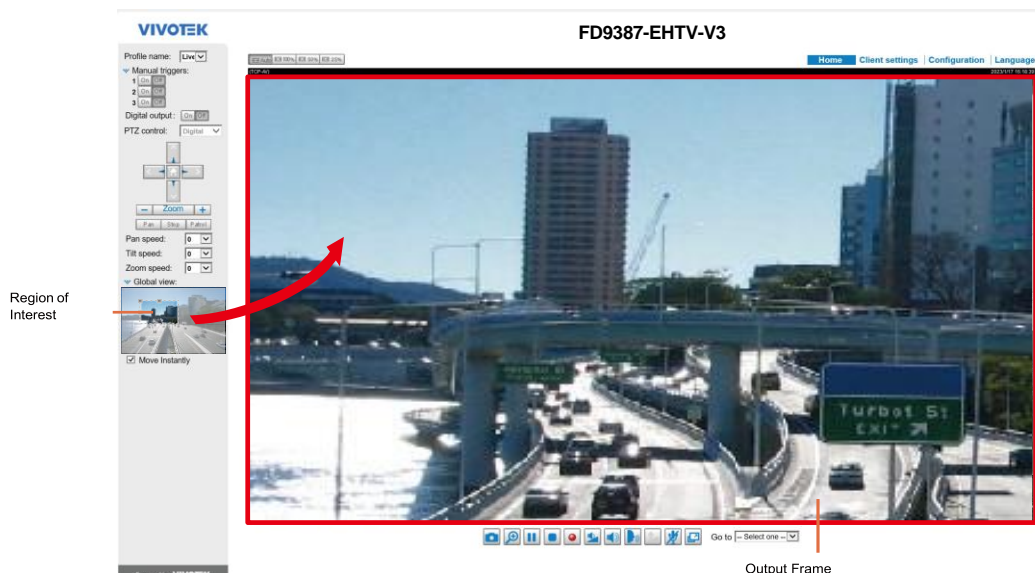 VIVOTEK
FD9387-EHTV-V3
Profile name: Live
Home Client settings Configuration Language
Manual triggers:
1 On Off
2 On Off
3 On Off
Digital output: On Off
PTZ control: Digital
Zoom
Pan Stop Patrol
Pan speed: 0
Tilt speed: 0
Zoom speed: 0
Global view:
Region of
Interest
Move Instantly
Turbot St
EXIT
Go to -- Select one --
Output Frame